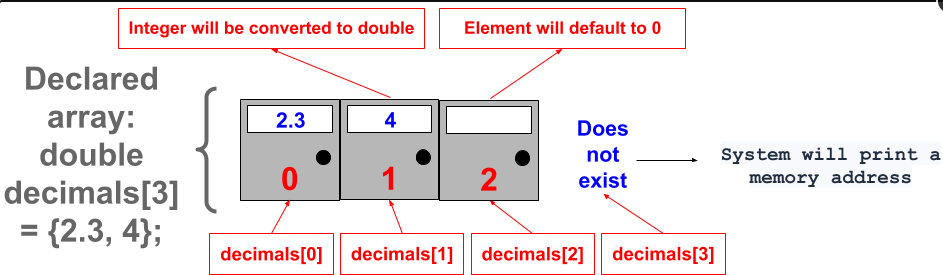 Integer will be converted to double
Element will default to 0
Declared
array:
double
decimals[3]
= {2.3, 4};
2.3
4
0
1
2
Does
not
exist
System will print a
memory address
decimals[0]
decimals[1]
decimals[2]
decimals[3]